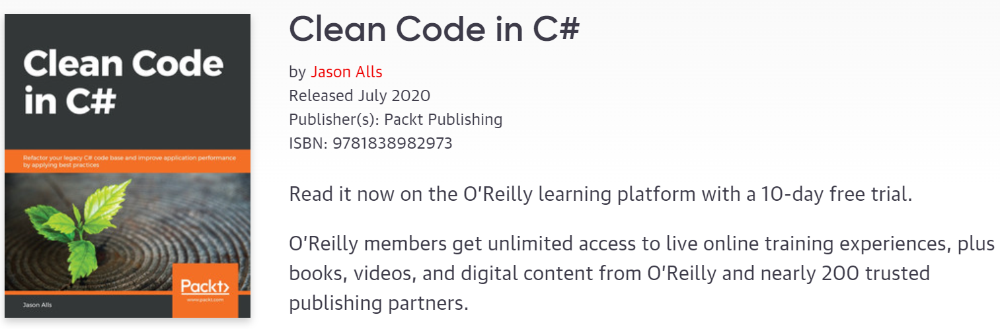 Clean Code
in C#
Refactor your legacy C# code base and improve application performance
by applying best practices
Packt>
www.packt.com
Jason Alls
Clean Code in C#
by Jason Alls
Released July 2020
Publisher(s): Packt Publishing
ISBN: 9781838982973
Read it now on the O’Reilly learning platform with a 10-day free trial.
O’Reilly members get unlimited access to live online training experiences, plus
books, videos, and digital content from O’Reilly and nearly 200 trusted
publishing partners.